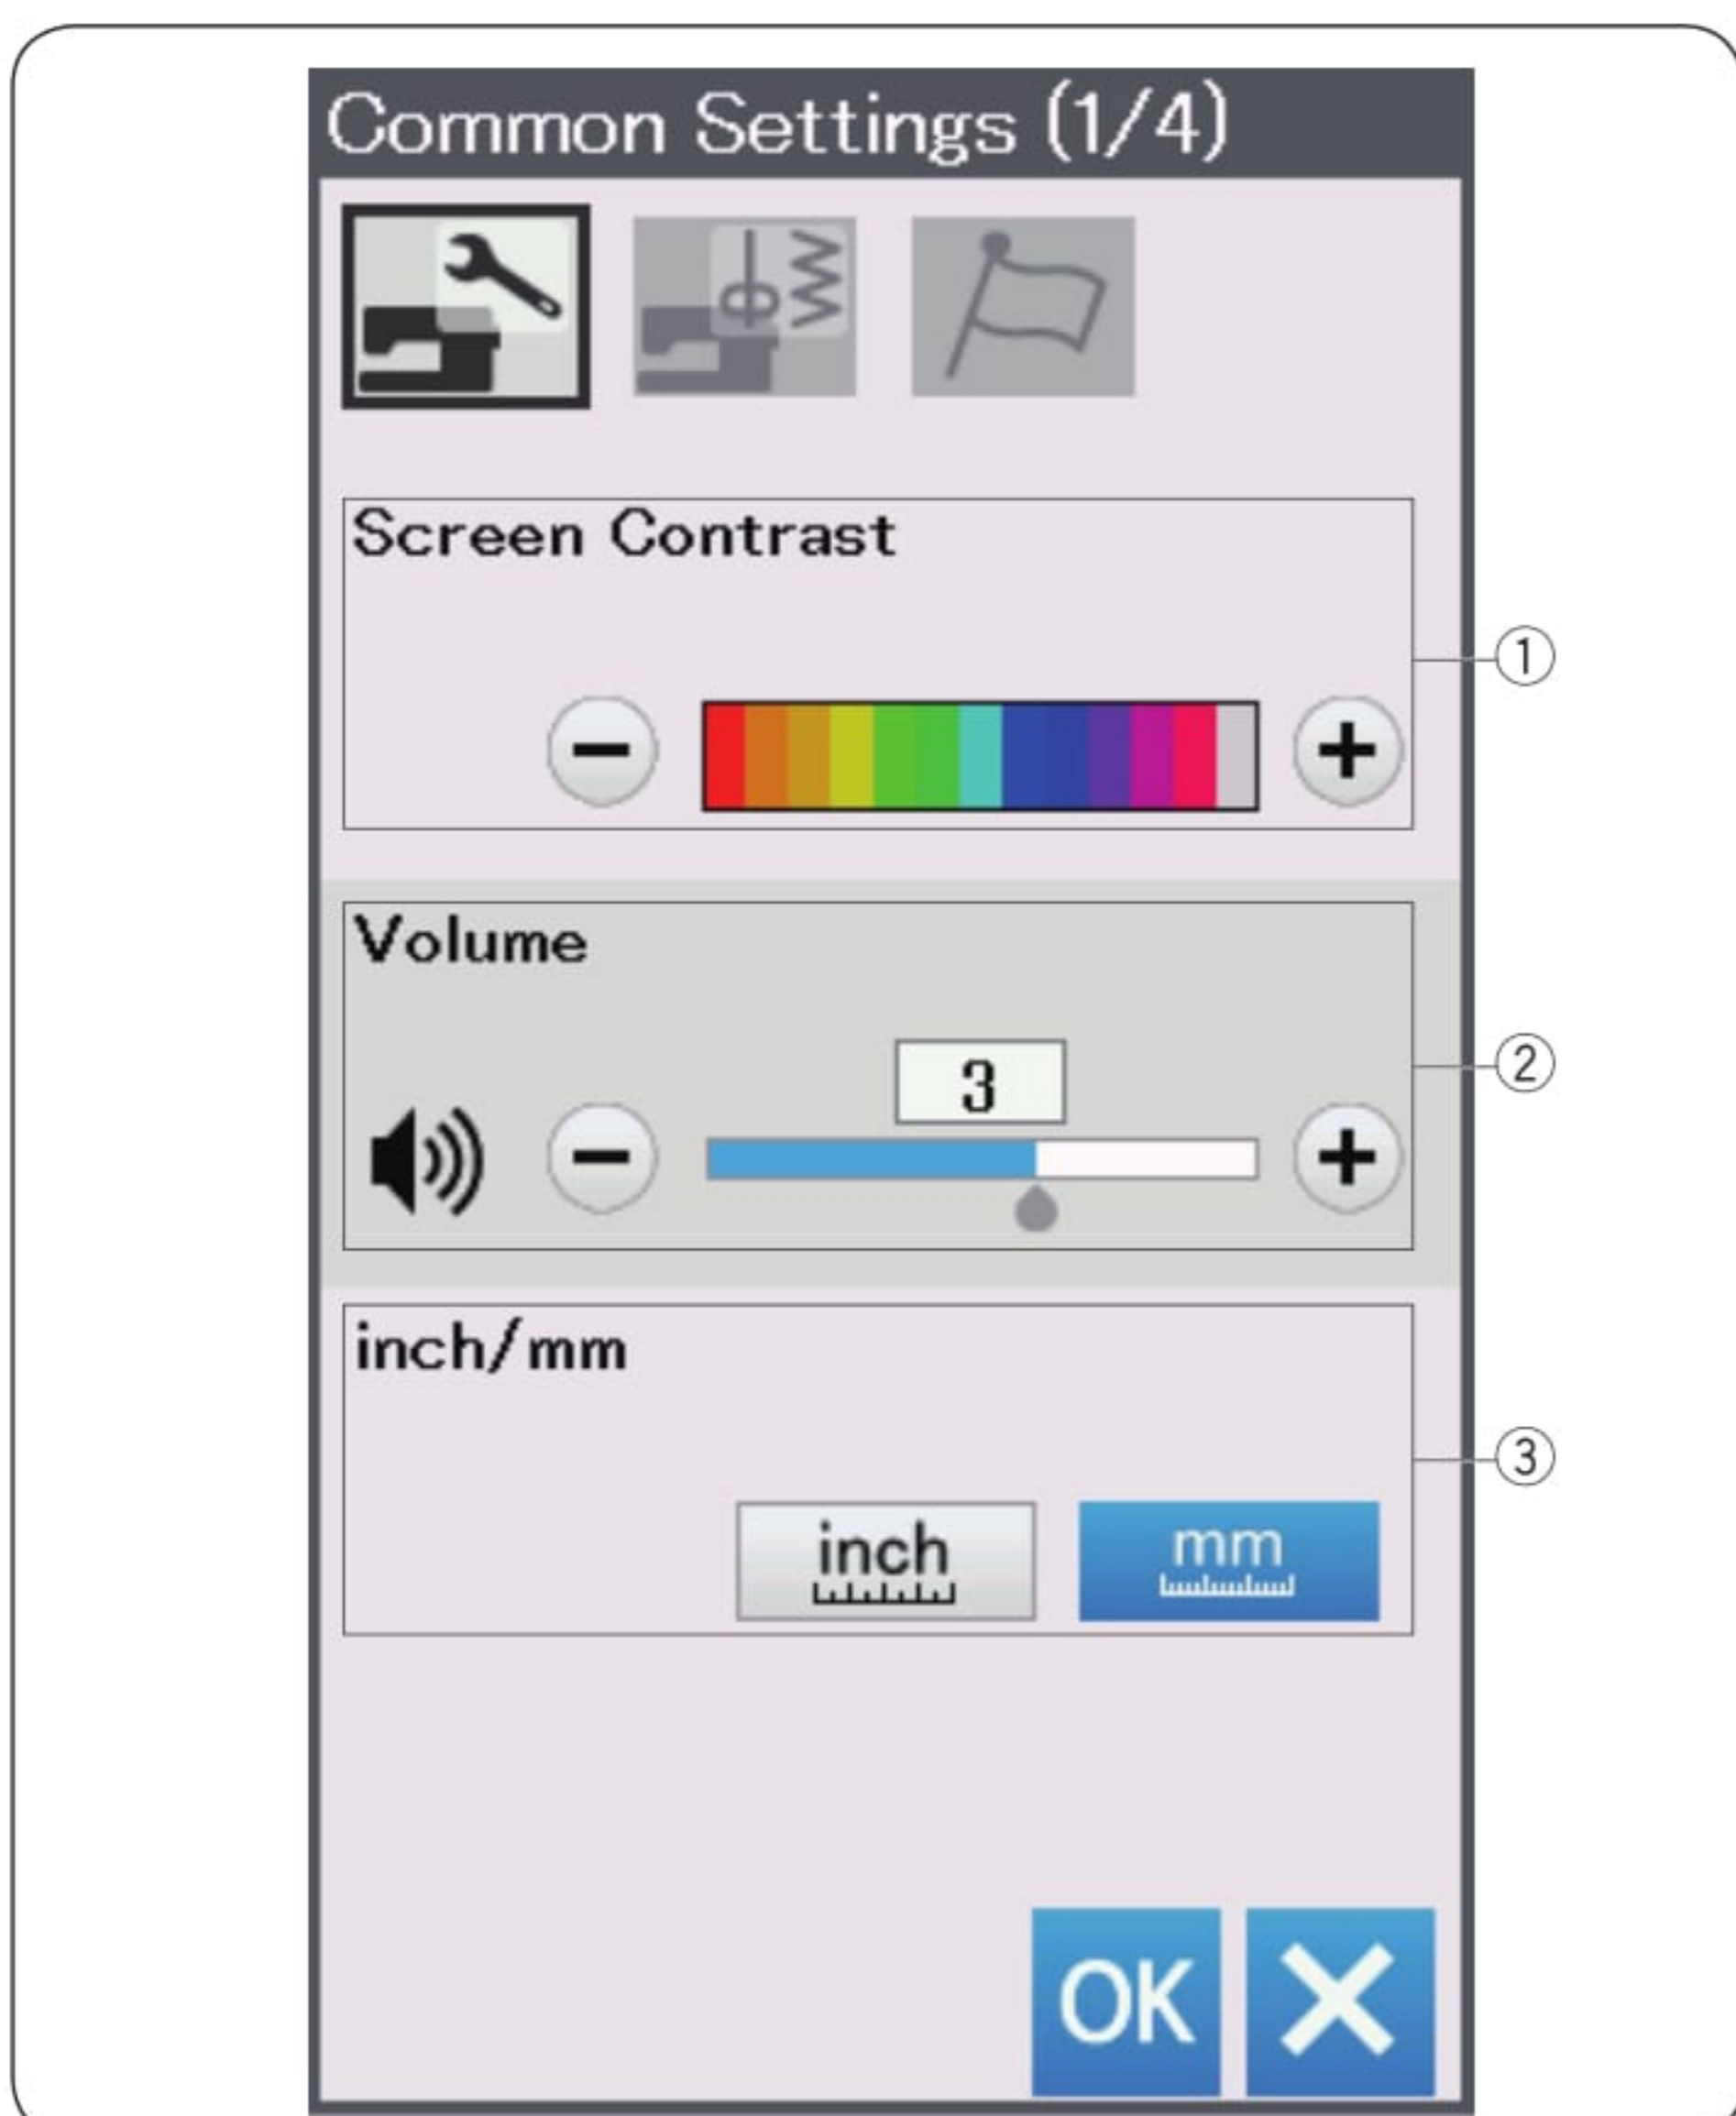 Common Settings (1/4)
Screen Contrast
①
Volume
②
3
inch/mm
③
inch
mm
OK